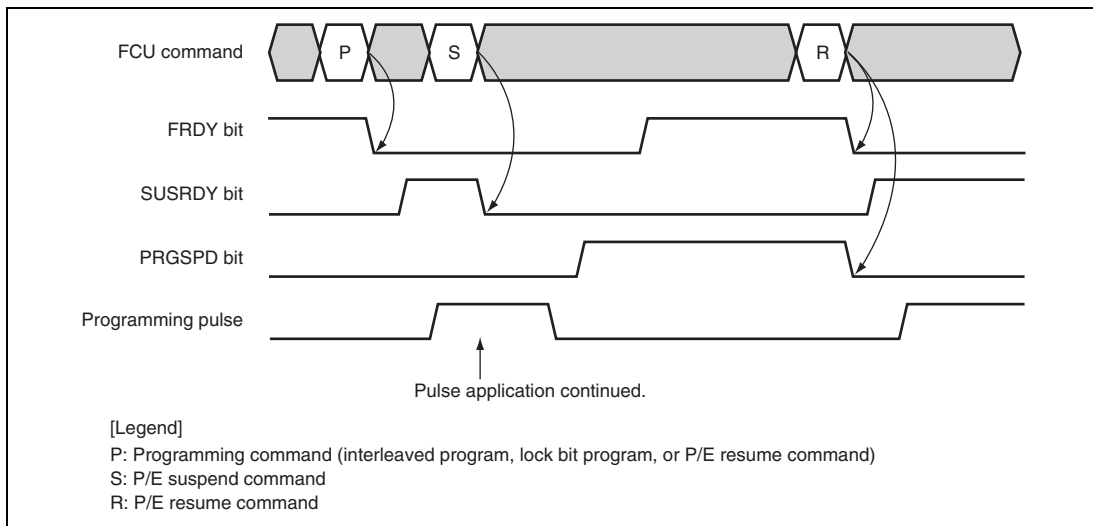 FCU command
P
S
R
FRDY bit
SUSRDY bit
PRGSPD bit
Programming pulse
Pulse application continued.
[Legend]
P: Programming command (interleaved program, lock bit program, or P/E resume command)
S: P/E suspend command
R: P/E resume command